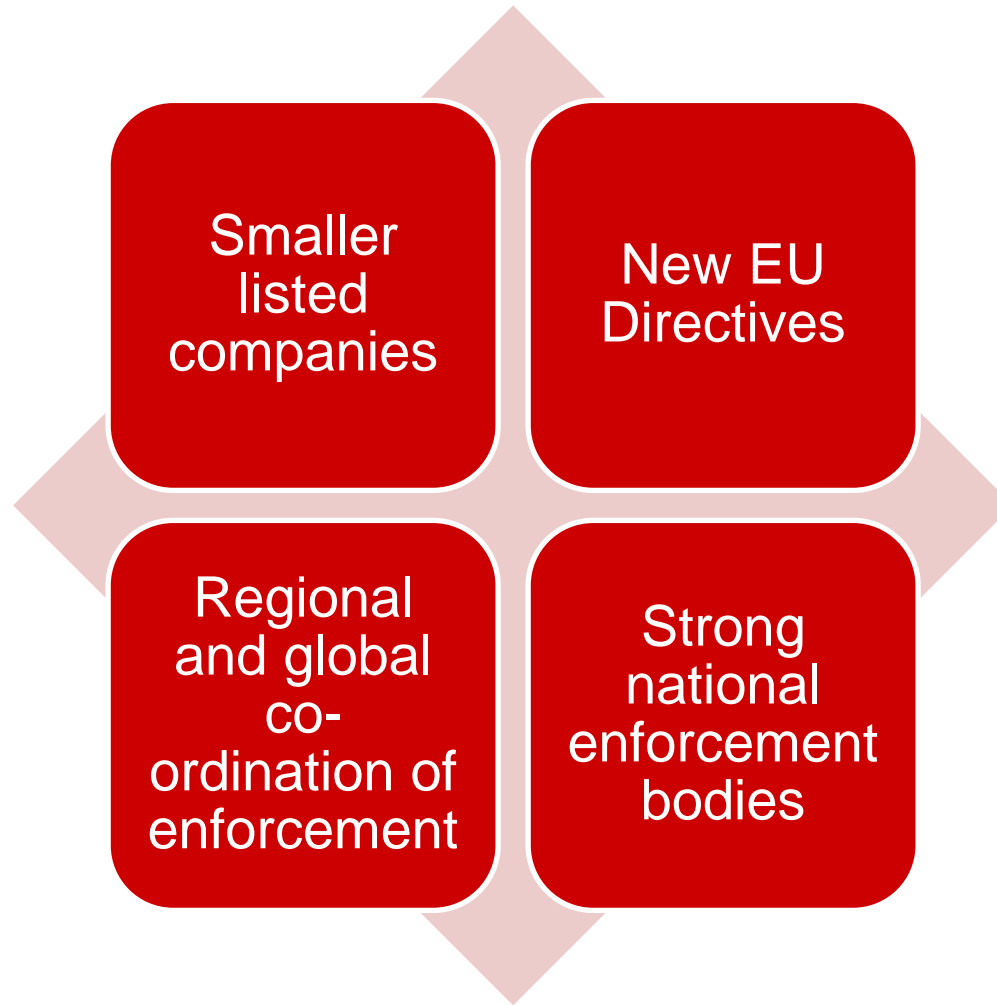 Smaller
listed
companies
New EU
Directives
Regional
and global
co-
ordination of
enforcement
Strong
national
enforcement
bodies